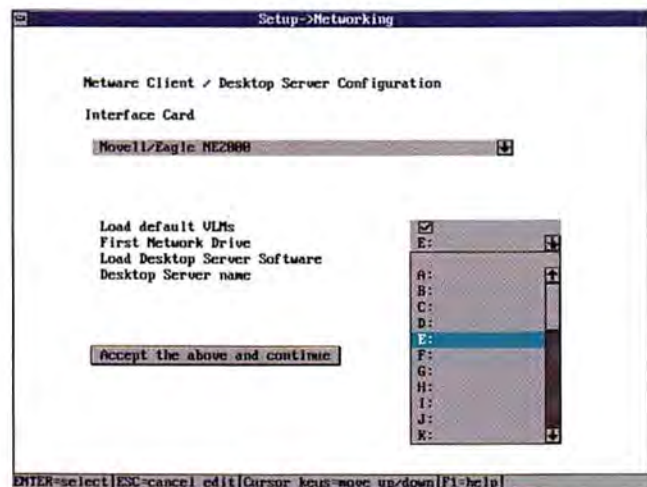 Setup->Networking
Netware Client / Desktop Server Configuration
Interface Card
Novell/Eagle NE2000
Load default VLMs
First Network Drive E:
Load Desktop Server Software
Desktop Server name
A:
B:
C:
D:
E:
F:
G:
H:
I:
J:
K:
Accept the above and continue
ENTER=select|ESC=cancel edit|Cursor keys=move up/down|F1=help|